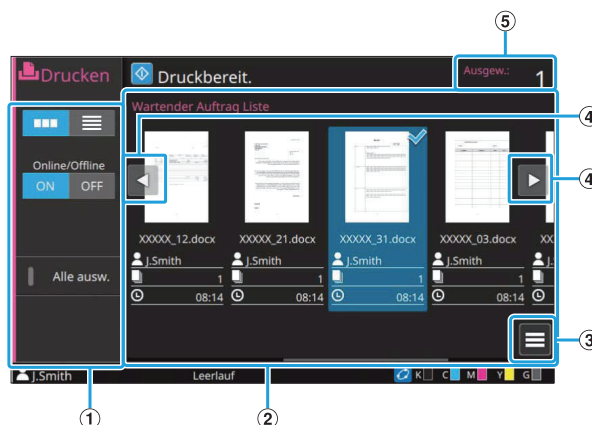 5
Drucken
Druckbereit.
Ausgew.:
1
Wartender Auftrag Liste
4
Online/Offline
ON OFF
4
XXXXX_12.docx XXXXX_21.docx XXXXX_31.docx XXXXX_03.docx XX
J.Smith J.Smith J.Smith J.Smith
1 1 1 1
08:14 08:14 08:14 08:14
Alle ausw.
3
J.Smith Leerlauf K C M Y G
1 2